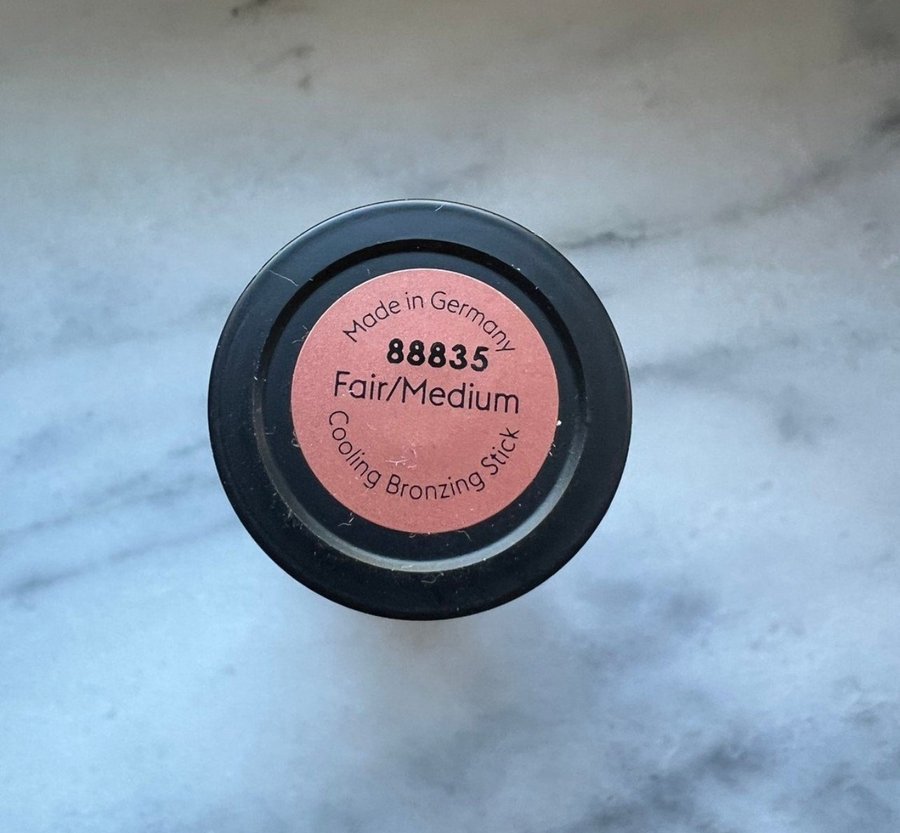 Made in Germany
88835
Fair/Medium
Cooling Bronzing Stick